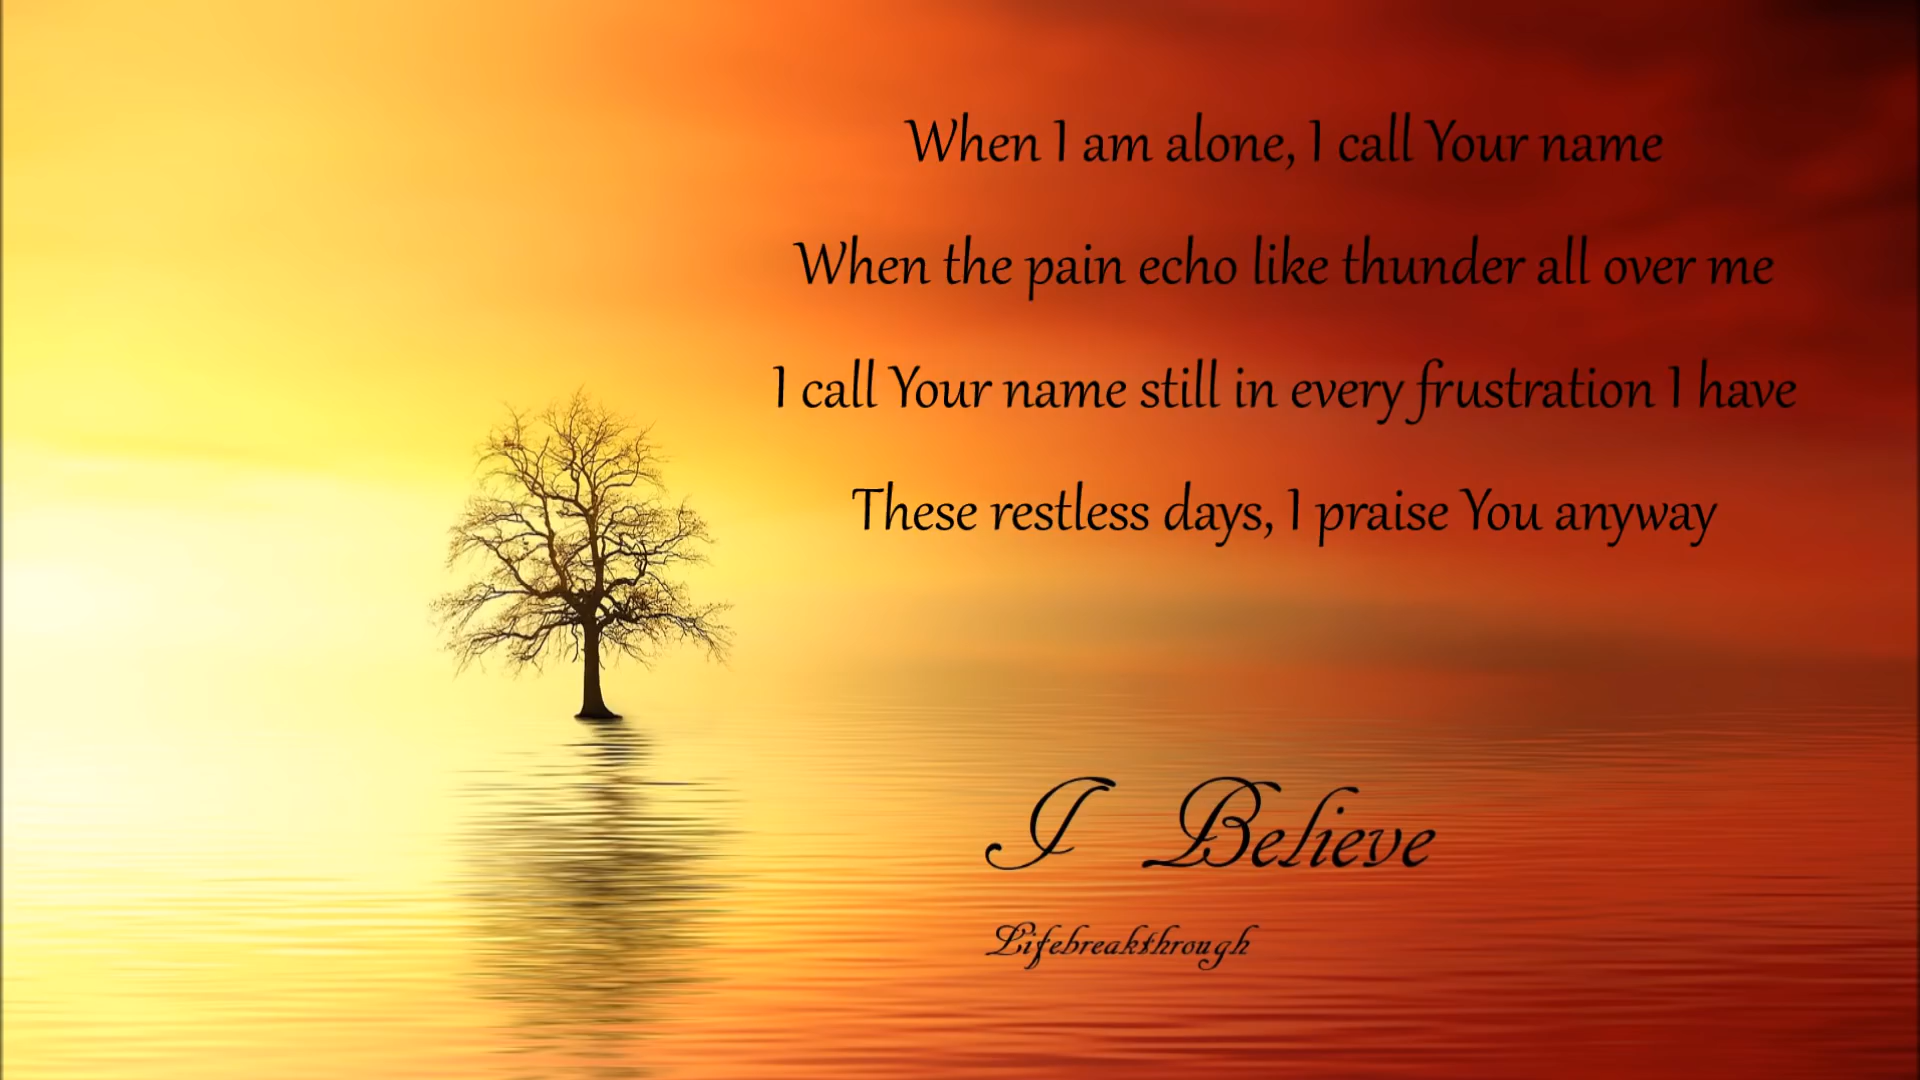 When I am alone, I call Your name
When the pain echo like thunder all over me
I call Your name still in every frustration I have
These restless days, I praise You anyway
I Believe
Lifebreakthrough